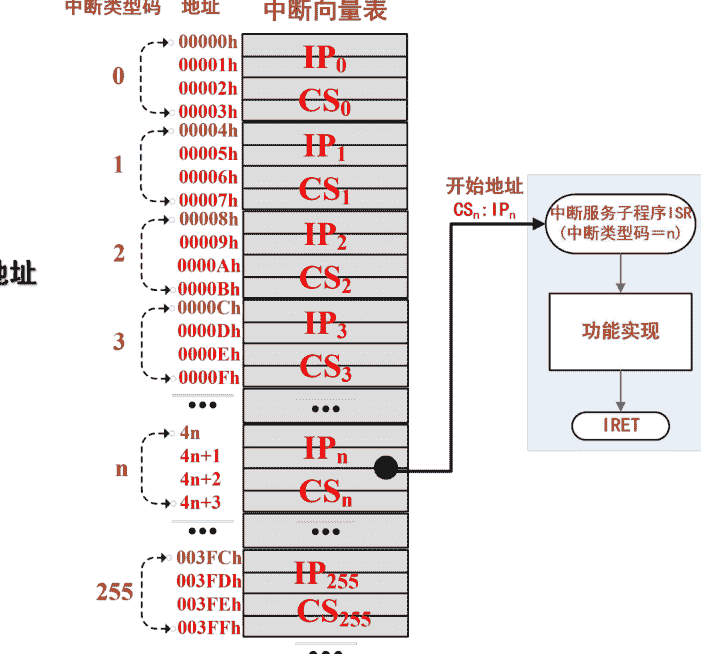 中断类型码 地址 中断向量表
0
00000h
00001h
00002h
00003h
IP0
CS0
1
00004h
00005h
00006h
00007h
IP1
CS1
2
00008h
00009h
0000Ah
0000Bh
IP2
CS2
3
0000Ch
0000Dh
0000Eh
0000Fh
IP3
CS3
••• •••
n
4n
4n+1
4n+2
4n+3
IPn
CSn
••• •••
255
003FCh
003FDh
003FEh
003FFh
IP255
CS255
•••
地址
开始地址
CSn:IPn
中断服务子程序ISR
(中断类型码=n)
功能实现
IRET